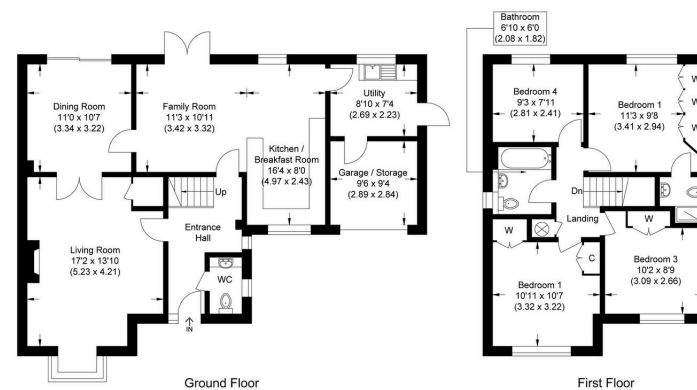 Bathroom
6'10 x 6'0
(2.08 x 1.82)
Dining Room
11'0 x 10'7
(3.34 x 3.22)
Family Room
11'3 x 10'11
(3.42 x 3.32)
Utility
8'10 x 7'4
(2.69 x 2.23)
Kitchen /
Breakfast Room
16'4 x 8'0
(4.97 x 2.43)
Garage / Storage
9'6 x 9'4
(2.89 x 2.84)
Up
Entrance
Hall
Living Room
17'2 x 13'10
(5.23 x 4.21)
WC
IN
Ground Floor
Bedroom 4
9'3 x 7'11
(2.81 x 2.41)
Bedroom 1
11'3 x 9'8
(3.41 x 2.94)
W
W
W
Dn
Landing
W
W
C
Bedroom 3
10'2 x 8'9
(3.09 x 2.66)
Bedroom 1
10'11 x 10'7
(3.32 x 3.22)
First Floor